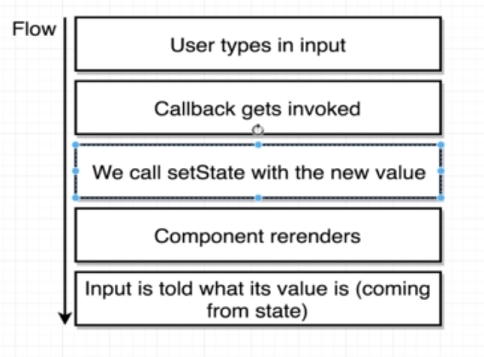 Flow
User types in input
Callback gets invoked
We call setState with the new value
Component rerenders
Input is told what its value is (coming
from state)